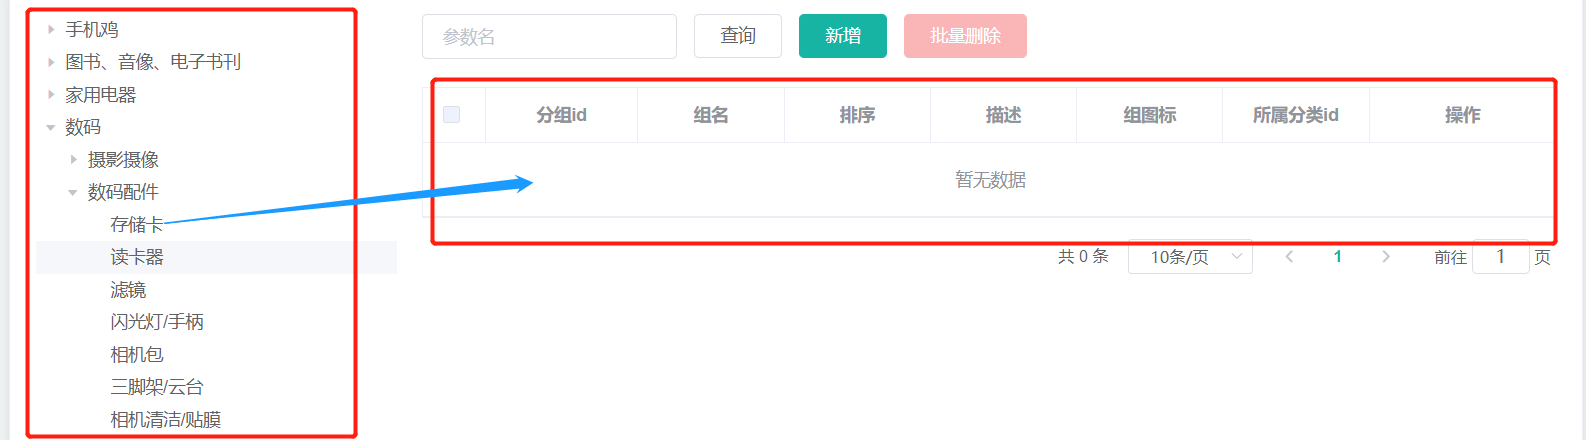 手机鸡
图书、音像、电子书刊
家用电器
数码
摄影摄像
数码配件
存储卡
读卡器
滤镜
闪光灯/手柄
相机包
三脚架/云台
相机清洁/贴膜
参数名 查询 新增 批量删除
分组id 组名 排序 描述 组图标 所属分类id 操作
暂无数据
共 0 条 10条/页 1 前往 1 页